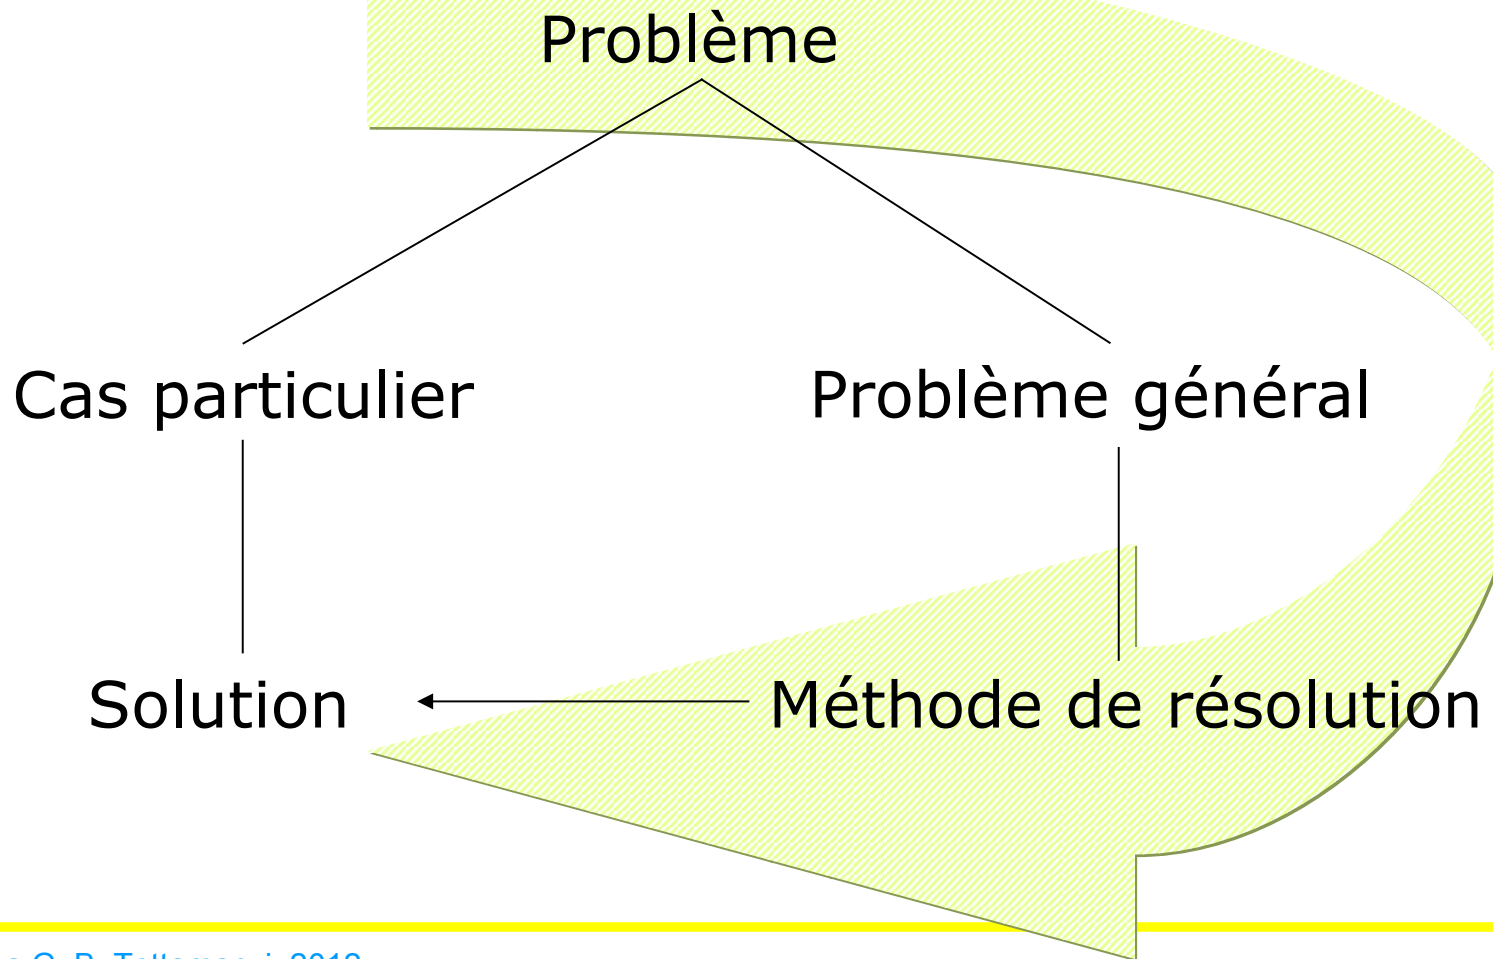 Problème
Cas particulier
Problème général
Solution
Méthode de résolution